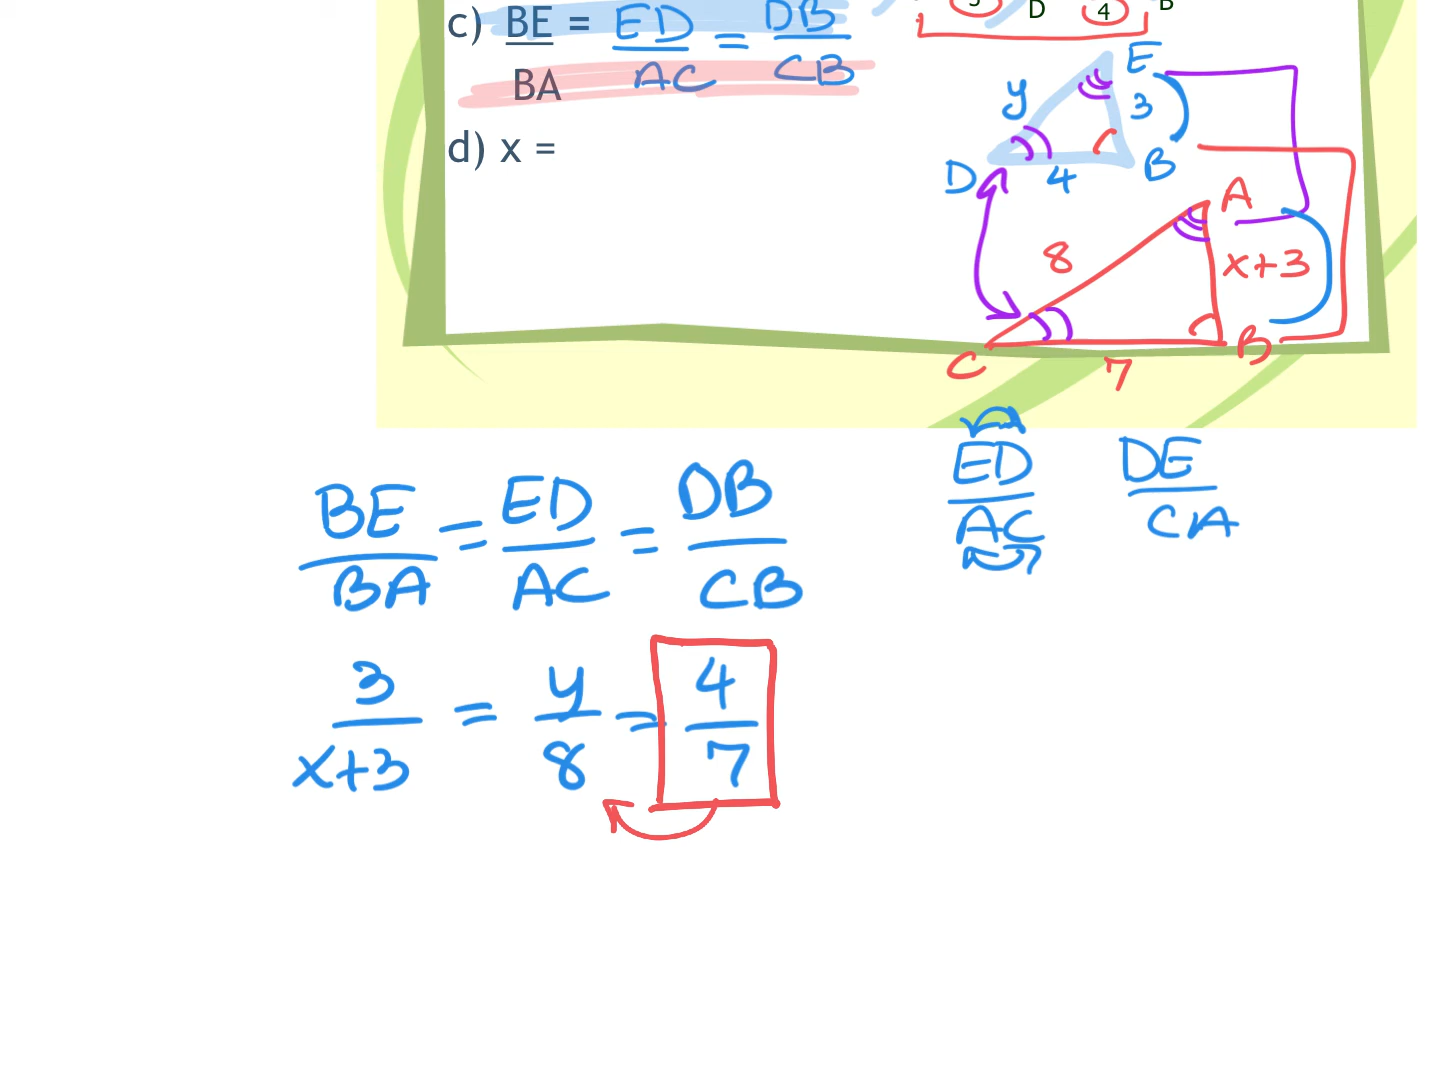 c) BE = ED = DB
BA AC CB
d) x =
3 D 4 B
E
y 3
D 4 B
A
8 x+3
C 7 B
ED DE
AC CA
BE = ED = DB
BA AC CB
3 = y = 4
x+3 8 7